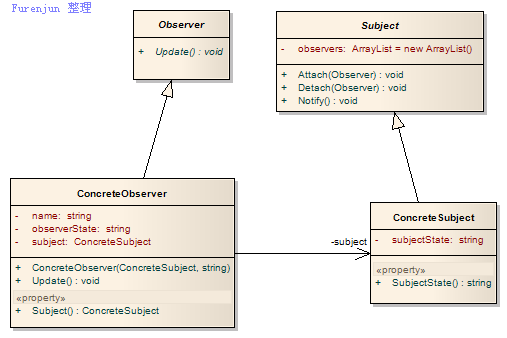 Furenjun 整理
Observer
+ Update() : void
Subject
- observers: ArrayList = new ArrayList()
+ Attach(Observer) : void
+ Detach(Observer) : void
+ Notify() : void
ConcreteObserver
- name: string
- observerState: string
- subject: ConcreteSubject
+ ConcreteObserver(ConcreteSubject, string)
+ Update() : void
«property»
+ Subject() : ConcreteSubject
-subject
ConcreteSubject
- subjectState: string
«property»
+ SubjectState() : string